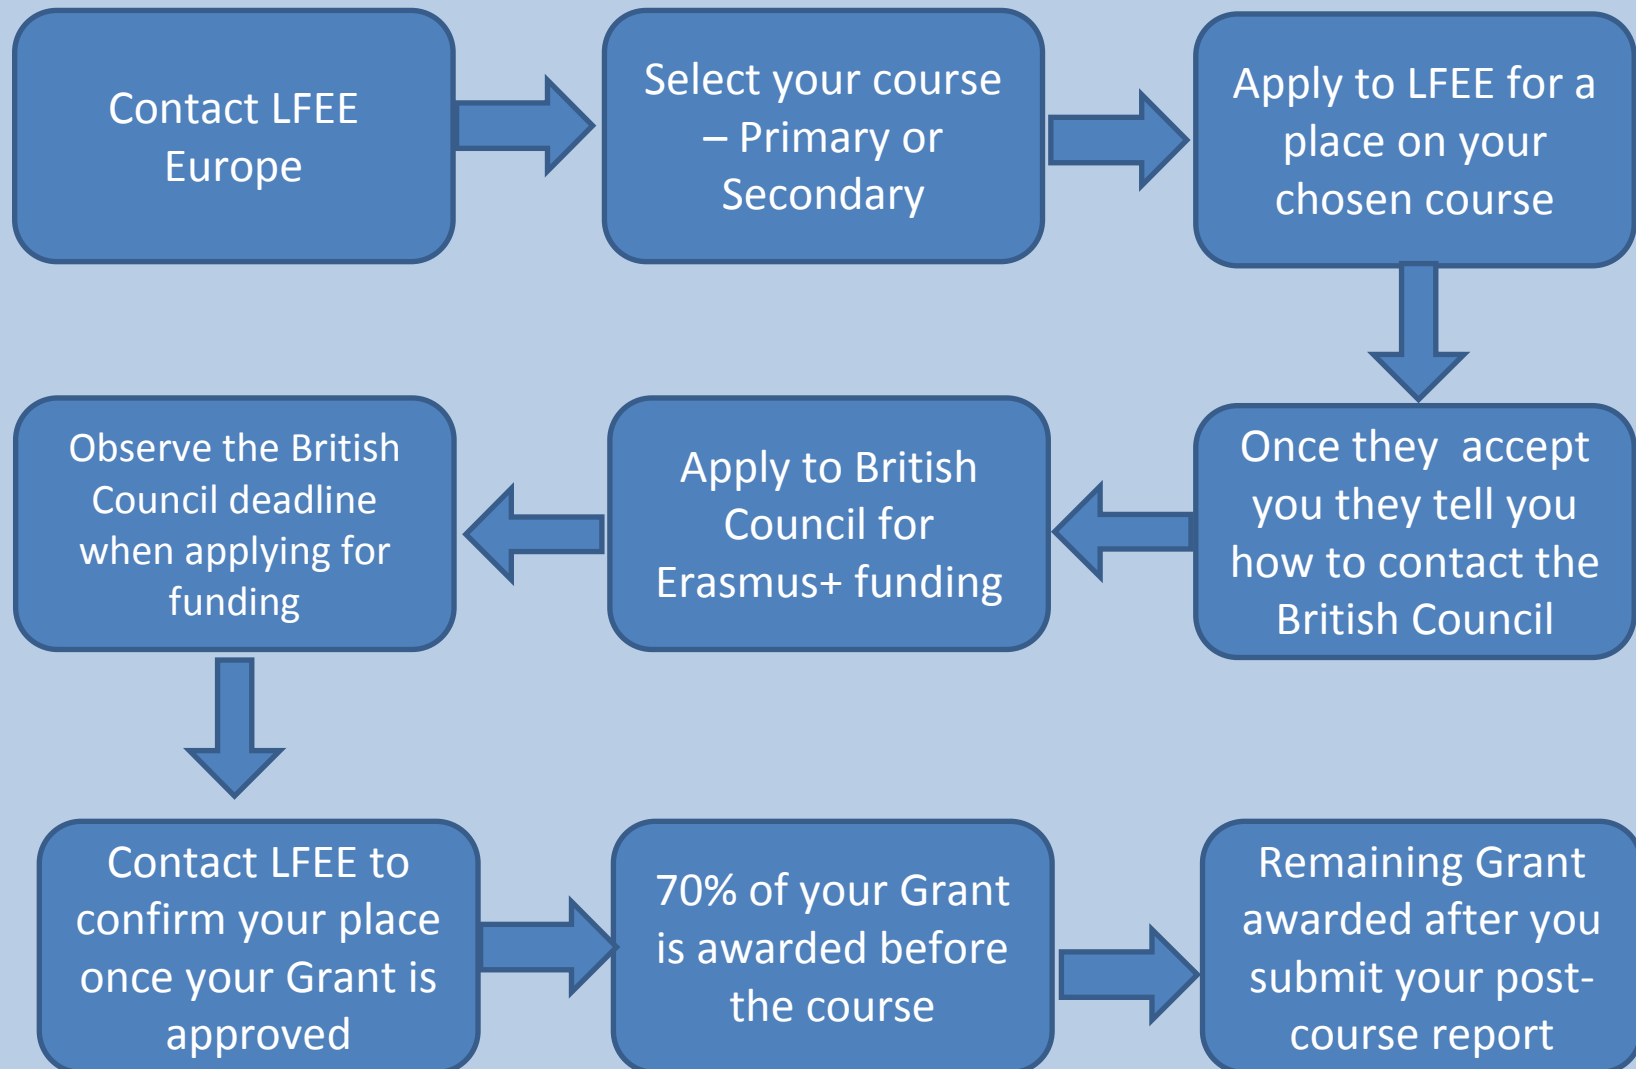 Contact LFEE
Europe
Select your course
– Primary or
Secondary
Apply to LFEE for a
place on your
chosen course
Once they  accept
you they tell you
how to contact the
British Council
Apply to British
Council for
Erasmus+ funding
Observe the British
Council deadline
when applying for
funding
Contact LFEE to
confirm your place
once your Grant is
approved
70% of your Grant
is awarded before
the course
Remaining Grant
awarded after you
submit your post-
course report